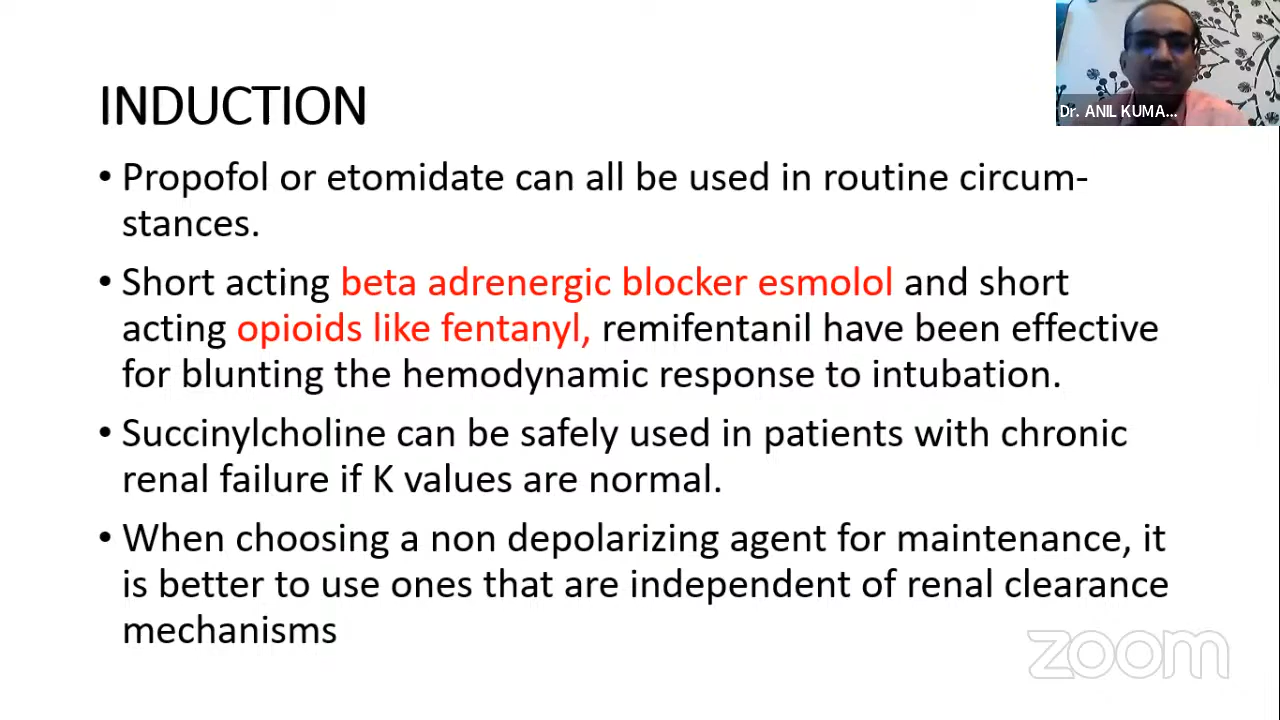 INDUCTION
Dr. ANIL KUMA...
• Propofol or etomidate can all be used in routine circum-
stances.
• Short acting beta adrenergic blocker esmolol and short
acting opioids like fentanyl, remifentanil have been effective
for blunting the hemodynamic response to intubation.
• Succinylcholine can be safely used in patients with chronic
renal failure if K values are normal.
• When choosing a non depolarizing agent for maintenance, it
is better to use ones that are independent of renal clearance
mechanisms
zoom